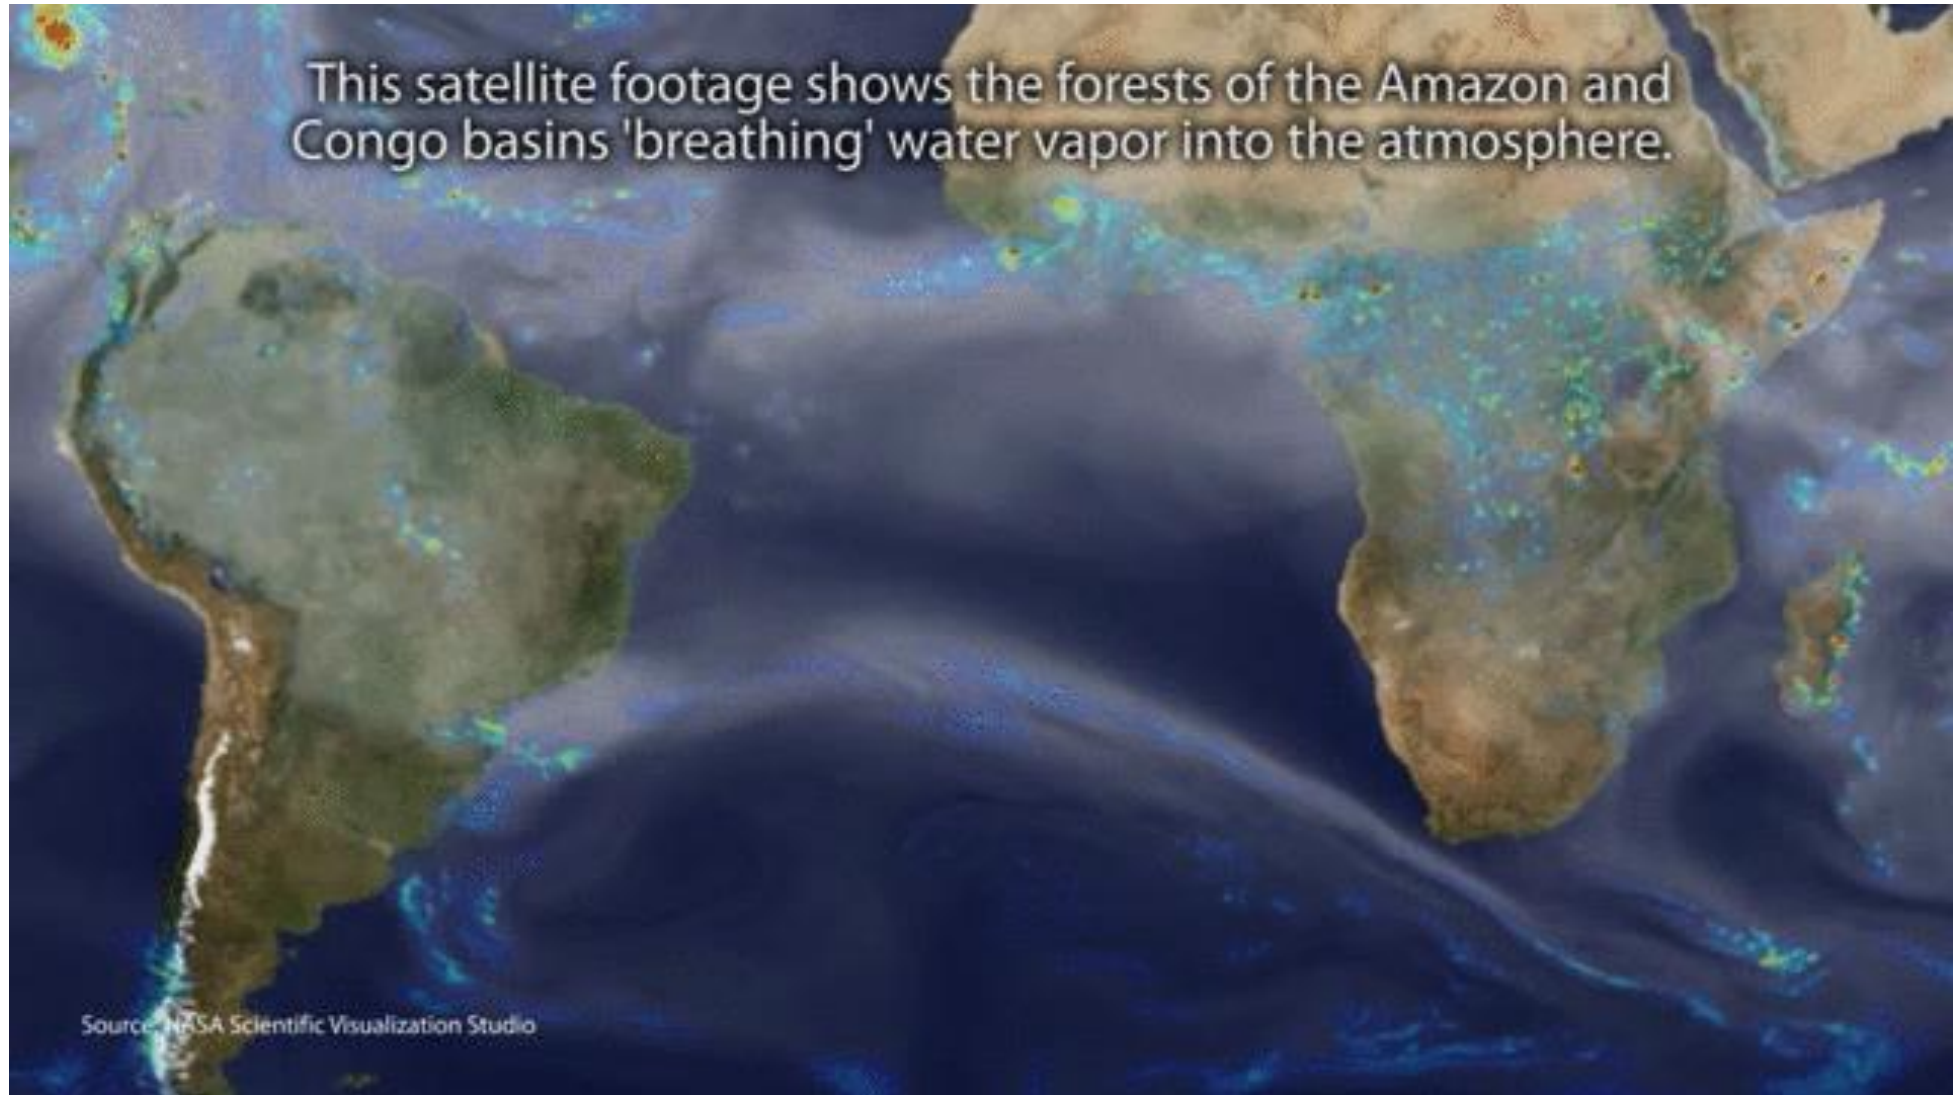 This satellite footage shows the forests of the Amazon and
Congo basins 'breathing' water vapor into the atmosphere.
Source: NASA Scientific Visualization Studio